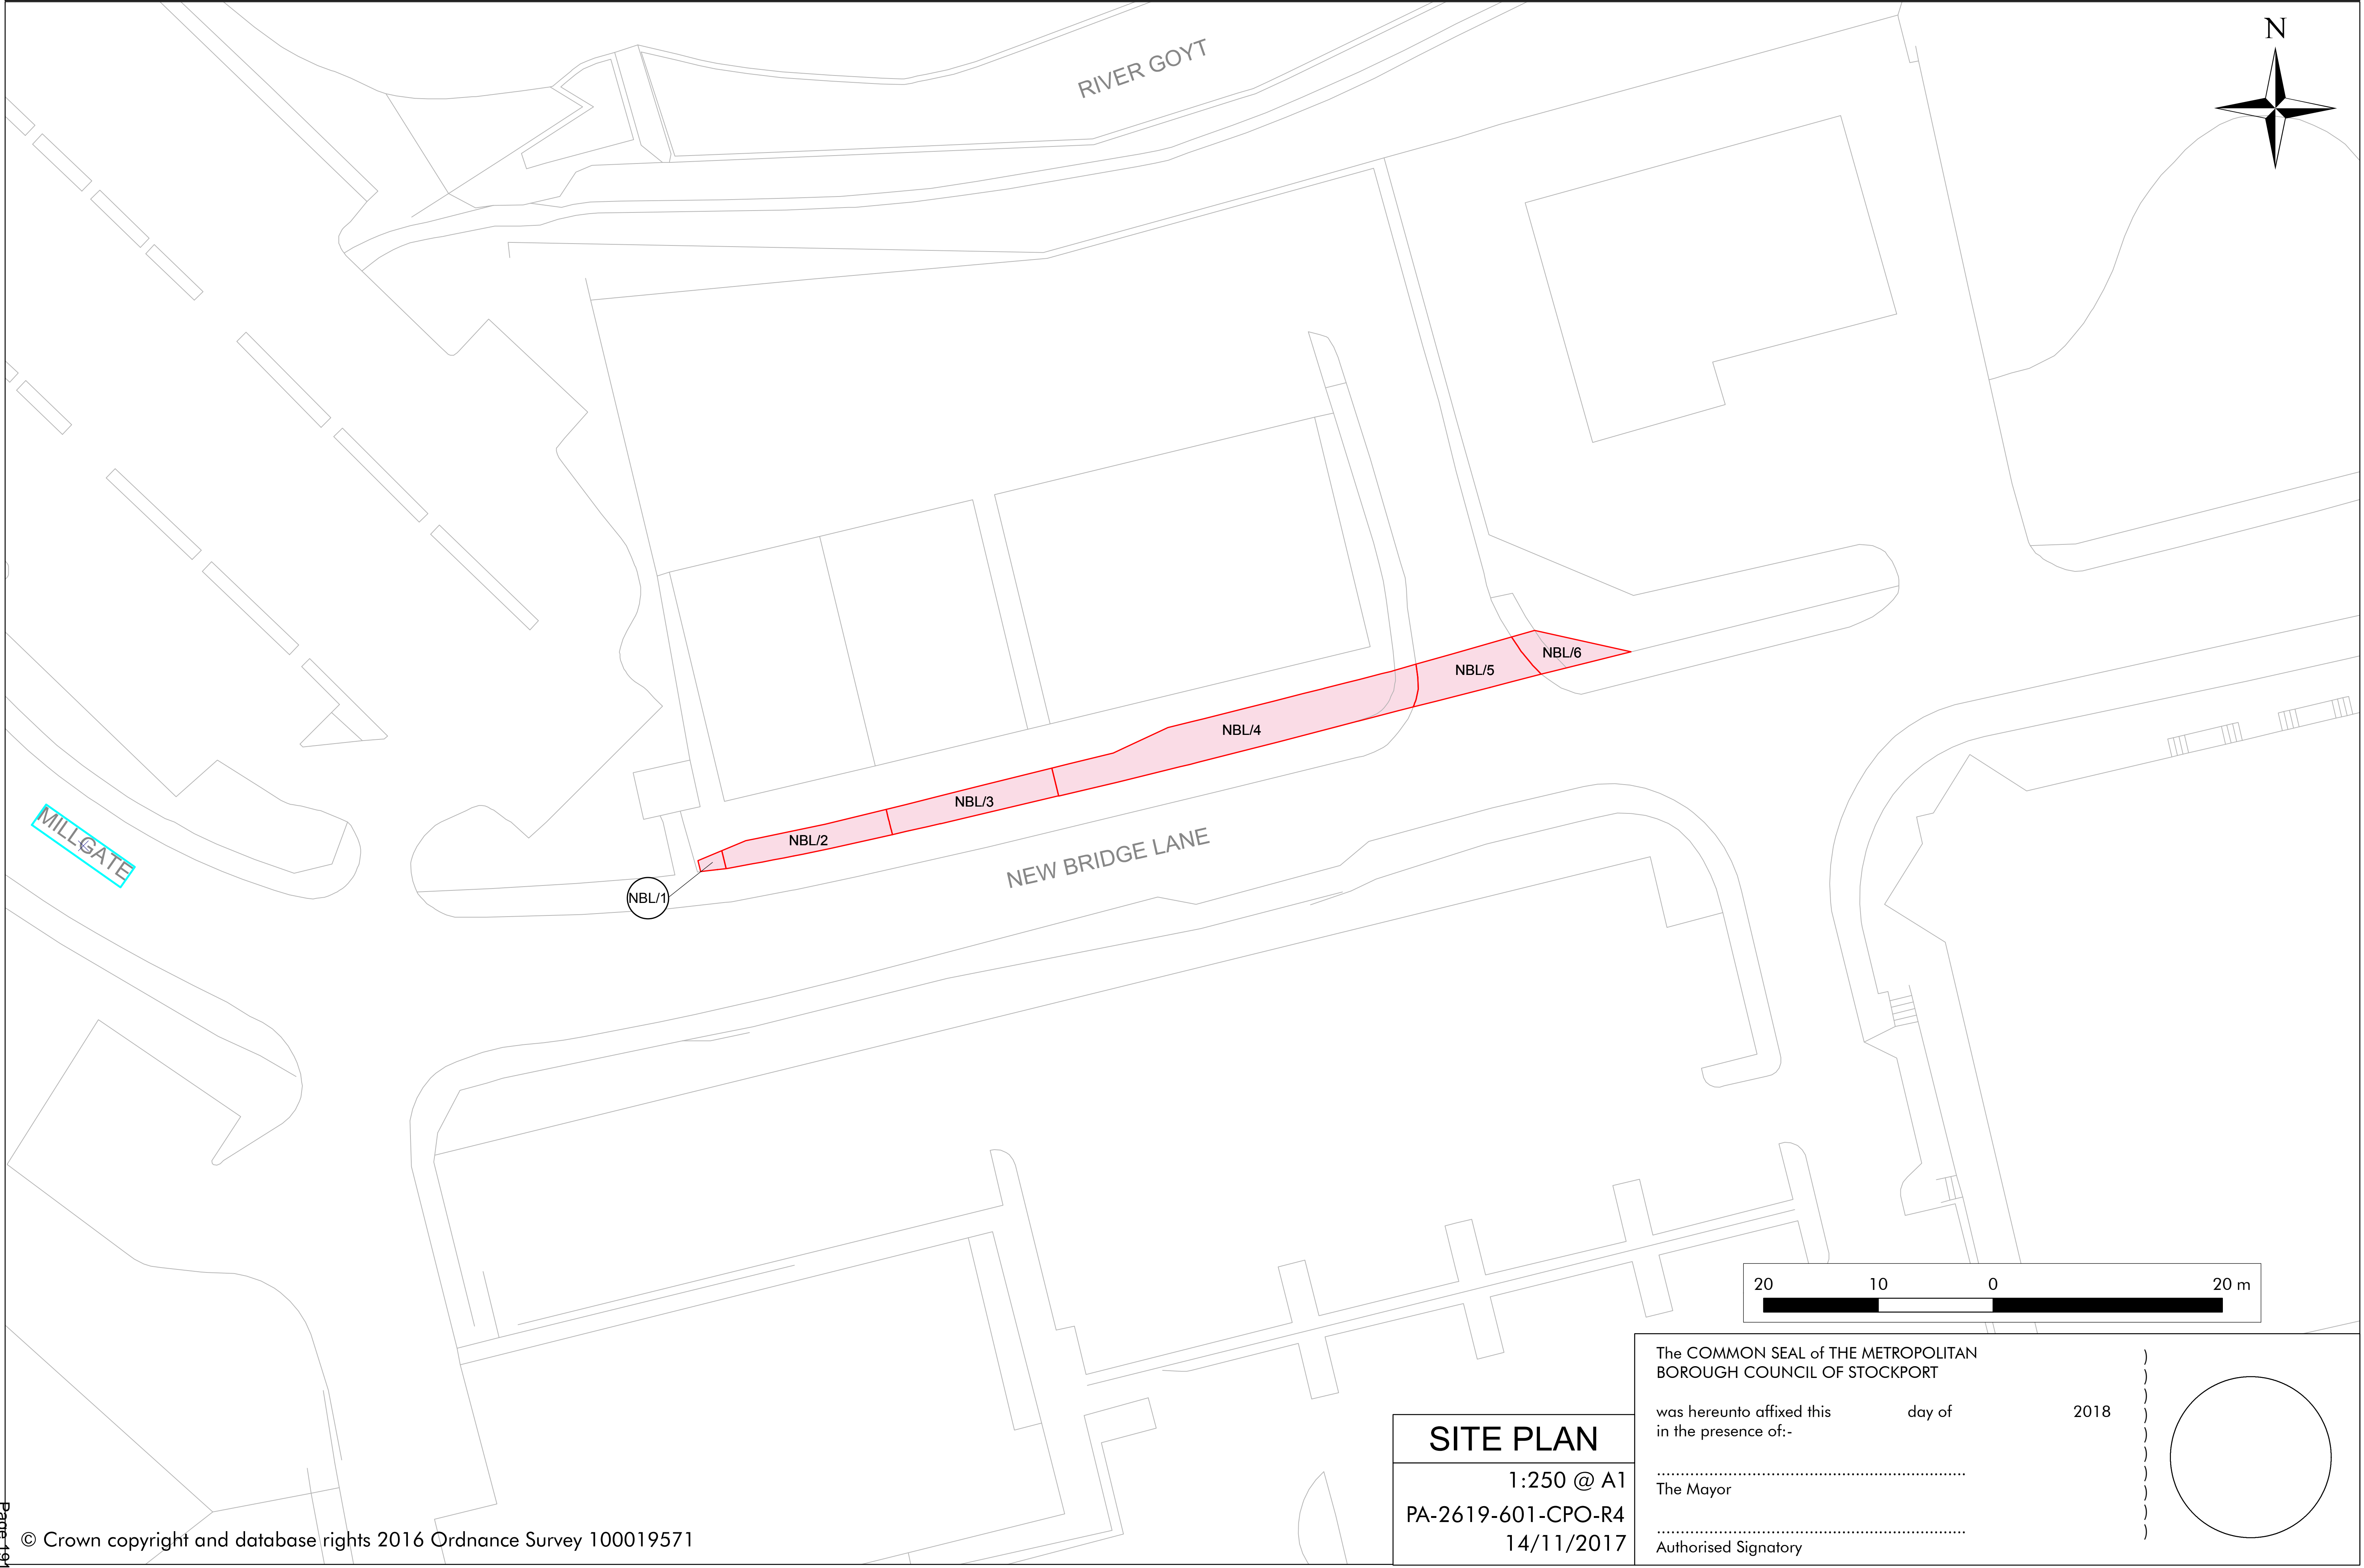 N
RIVER GOYT
NBL/6
NBL/5
NBL/4
NBL/3
NBL/2
NBL/1
MILLGATE
NEW BRIDGE LANE
20 10 0 20 m
The COMMON SEAL of THE METROPOLITAN
BOROUGH COUNCIL OF STOCKPORT
was hereunto affixed this day of 2018
in the presence of:-
The Mayor
Authorised Signatory
SITE PLAN
1:250 @ A1
PA-2619-601-CPO-R4
14/11/2017
© Crown copyright and database rights 2016 Ordnance Survey 100019571
Page 191